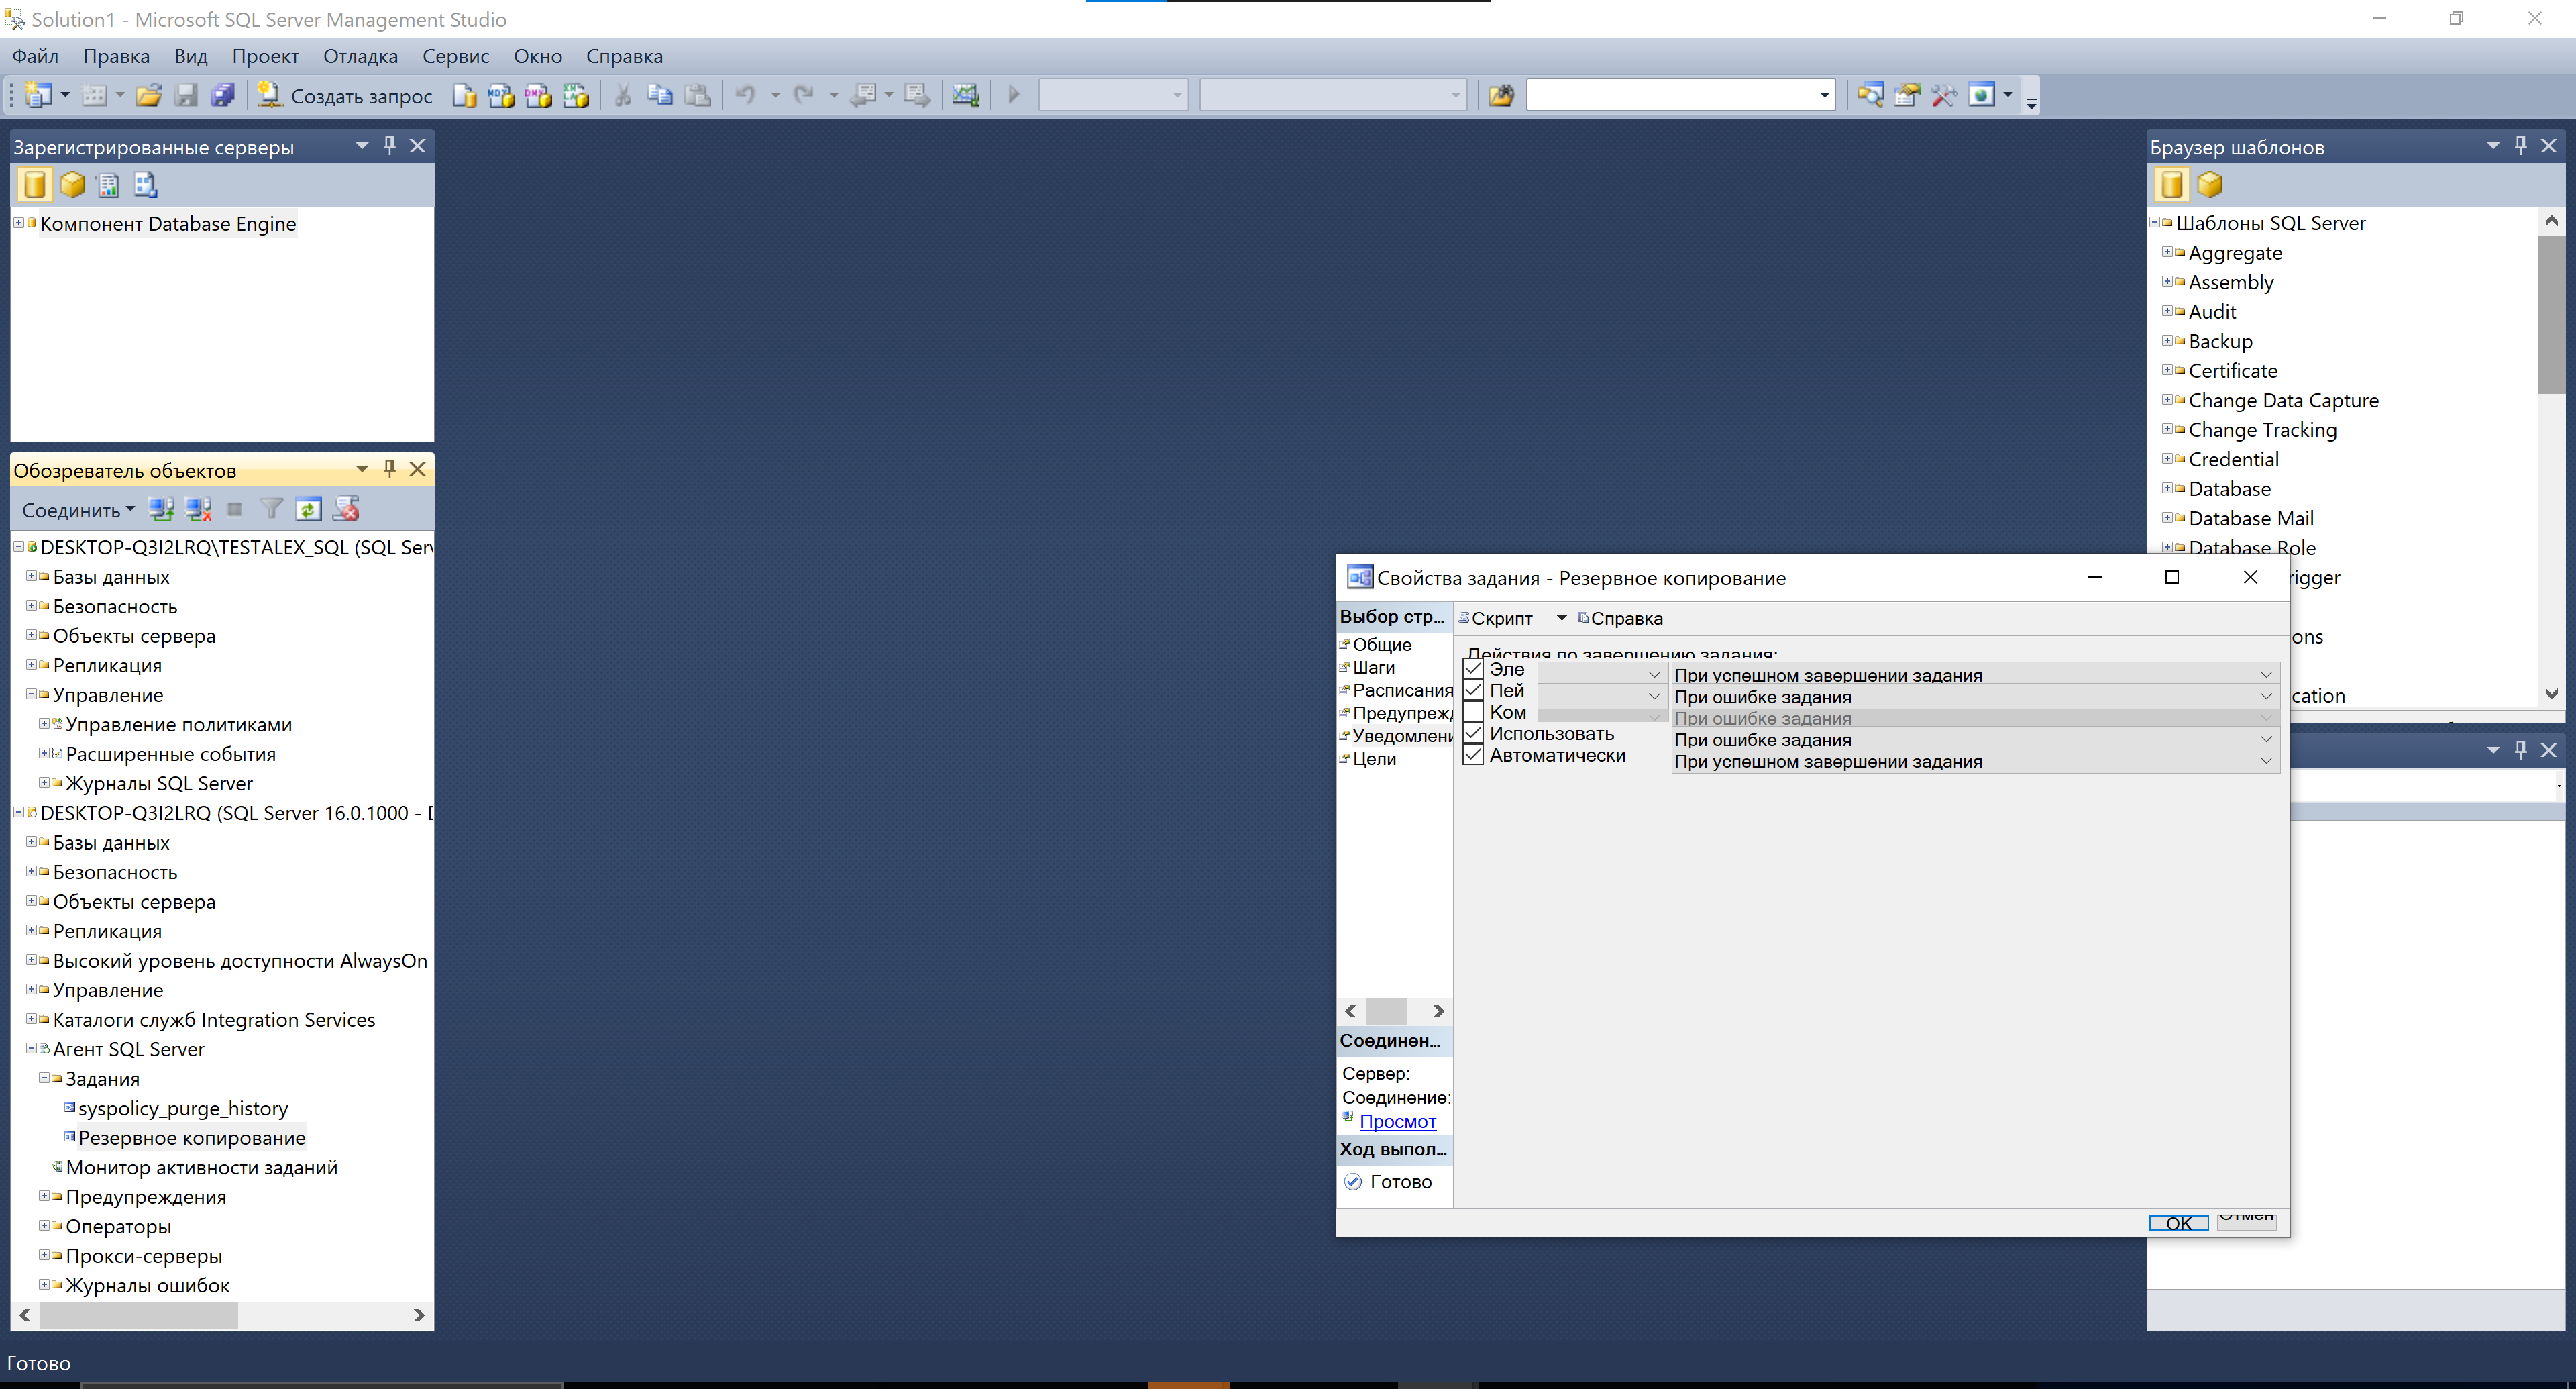 Solution1 - Microsoft SQL Server Management Studio
Файл Правка Вид Проект Отладка Сервис Окно Справка
Создать запрос
Зарегистрированные серверы
Компонент Database Engine
Обозреватель объектов
Соединить
DESKTOP-Q3I2LRQ\TESTALEX_SQL (SQL Serv
Базы данных
Безопасность
Объекты сервера
Репликация
Управление
Управление политиками
Расширенные события
Журналы SQL Server
DESKTOP-Q3I2LRQ (SQL Server 16.0.1000 - D
Базы данных
Безопасность
Объекты сервера
Репликация
Высокий уровень доступности AlwaysOn
Управление
Каталоги служб Integration Services
Агент SQL Server
Задания
syspolicy_purge_history
Резервное копирование
Монитор активности заданий
Предупреждения
Операторы
Прокси-серверы
Журналы ошибок
Готово
Браузер шаблонов
Шаблоны SQL Server
Aggregate
Assembly
Audit
Backup
Certificate
Change Data Capture
Change Tracking
Credential
Database
Database Mail
Database Role
rigger
ons
cation
Свойства задания - Резервное копирование
Выбор стр...
Общие
Шаги
Расписания
Предупрежд
Уведомлени
Цели
Скрипт Справка
Действия по завершению задания:
Эле При успешном завершении задания
Пей При ошибке задания
Ком При ошибке задания
Использовать При ошибке задания
Автоматически При успешном завершении задания
Соединен...
Сервер:
Соединение:
Просмот
Ход выпол...
Готово
OK Отмен